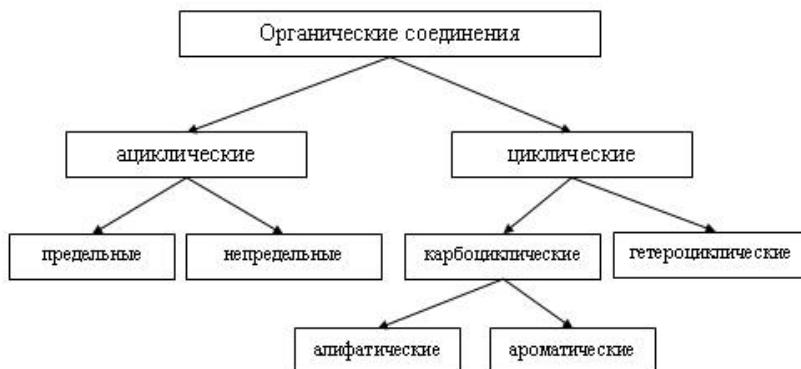 Органические соединения
ациклические
циклические
предельные
непредельные
карбоциклические
гетероциклические
алифатические
ароматические